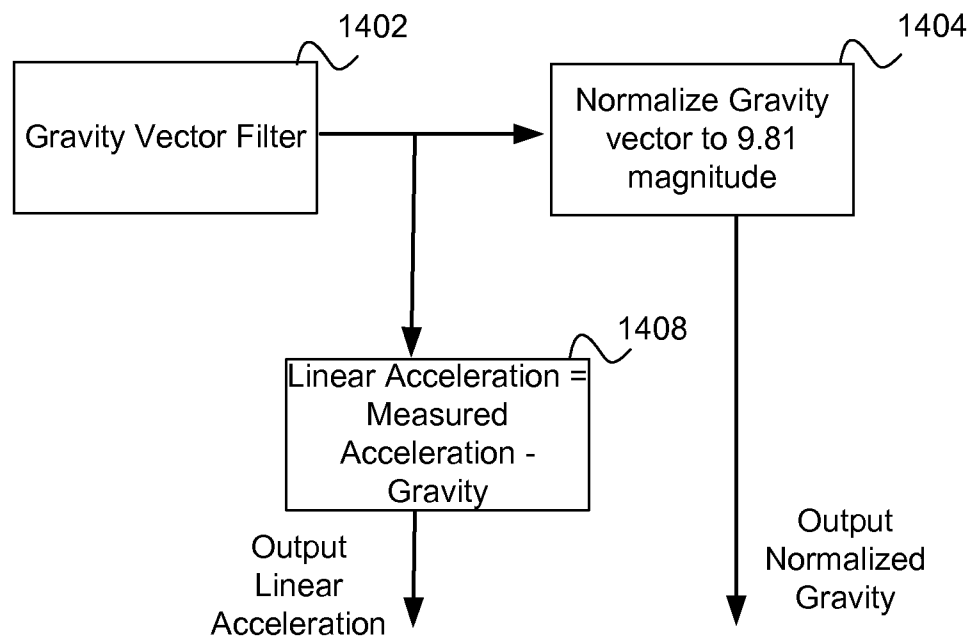 1402
1404
Gravity Vector Filter
Normalize Gravity
vector to 9.81
magnitude
1408
Linear Acceleration =
Measured
Acceleration -
Gravity
Output
Linear
Acceleration
Output
Normalized
Gravity